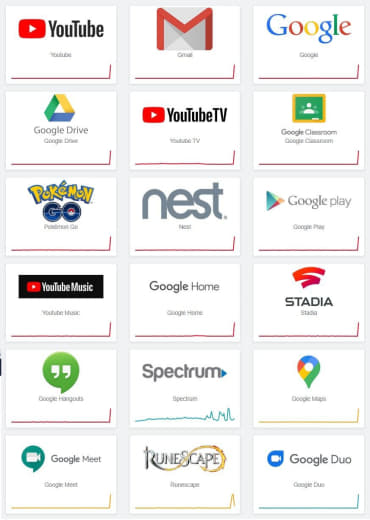 YouTube
Youtube
Gmail
Google
Google
Google Drive
Google Drive
YouTubeTV
Youtube TV
Google Classroom
Google Classroom
POKÉMON GO
Pokémon Go
nest
Nest
Google play
Google Play
YouTube Music
Youtube Music
Google Home
Google Home
STADIA
Stadia
Google Hangouts
Spectrum
Spectrum
Google Maps
Google Meet
Google Meet
RUNESCAPE
Runescape
Google Duo
Google Duo